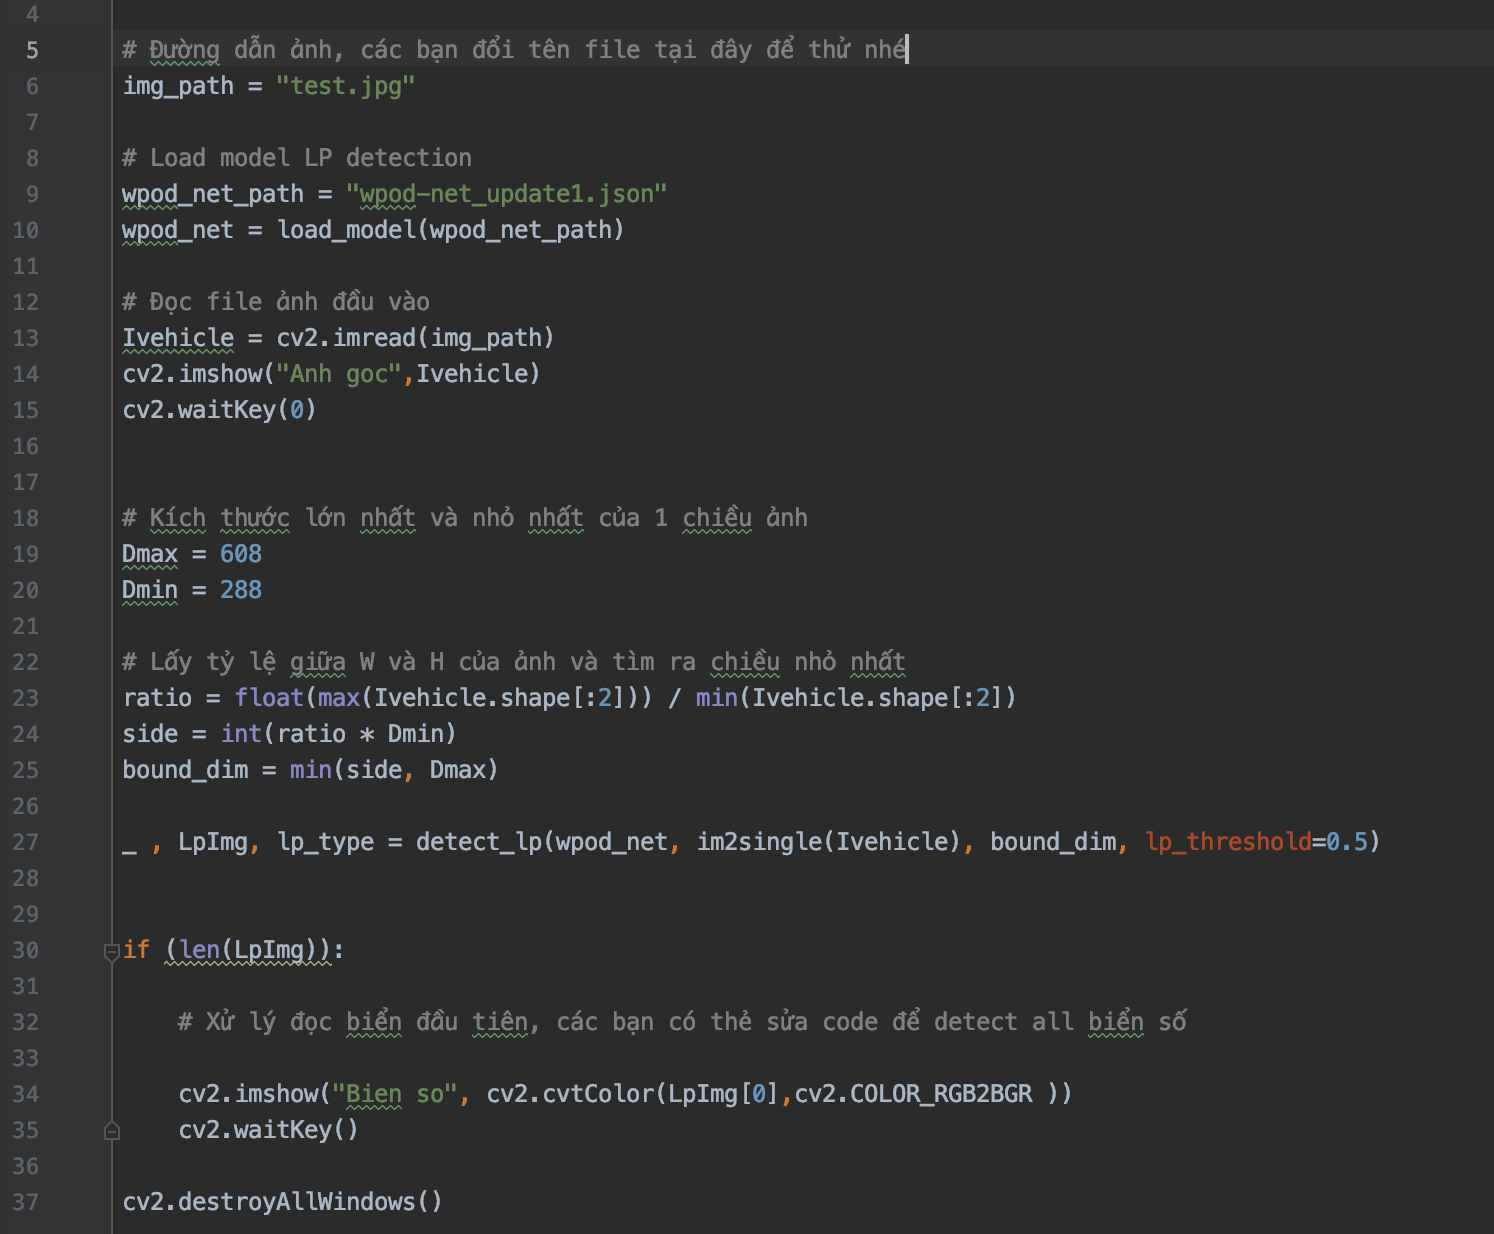 4
5 # Đường dẫn ảnh, các bạn đổi tên file tại đây để thử nhé
6 img_path = "test.jpg"
7
8 # Load model LP detection
9 wpod_net_path = "wpod-net_update1.json"
10 wpod_net = load_model(wpod_net_path)
11
12 # Đọc file ảnh đầu vào
13 Ivehicle = cv2.imread(img_path)
14 cv2.imshow("Anh goc",Ivehicle)
15 cv2.waitKey(0)
16
17
18 # Kích thước lớn nhất và nhỏ nhất của 1 chiều ảnh
19 Dmax = 608
20 Dmin = 288
21
22 # Lấy tỷ lệ giữa W và H của ảnh và tìm ra chiều nhỏ nhất
23 ratio = float(max(Ivehicle.shape[:2])) / min(Ivehicle.shape[:2])
24 side = int(ratio * Dmin)
25 bound_dim = min(side, Dmax)
26
27 _ , LpImg, lp_type = detect_lp(wpod_net, im2single(Ivehicle), bound_dim, lp_threshold=0.5)
28
29
30 if (len(LpImg)):
31
32     # Xử lý đọc biển đầu tiên, các bạn có thẻ sửa code để detect all biển số
33
34     cv2.imshow("Bien so", cv2.cvtColor(LpImg[0],cv2.COLOR_RGB2BGR ))
35     cv2.waitKey()
36
37 cv2.destroyAllWindows()